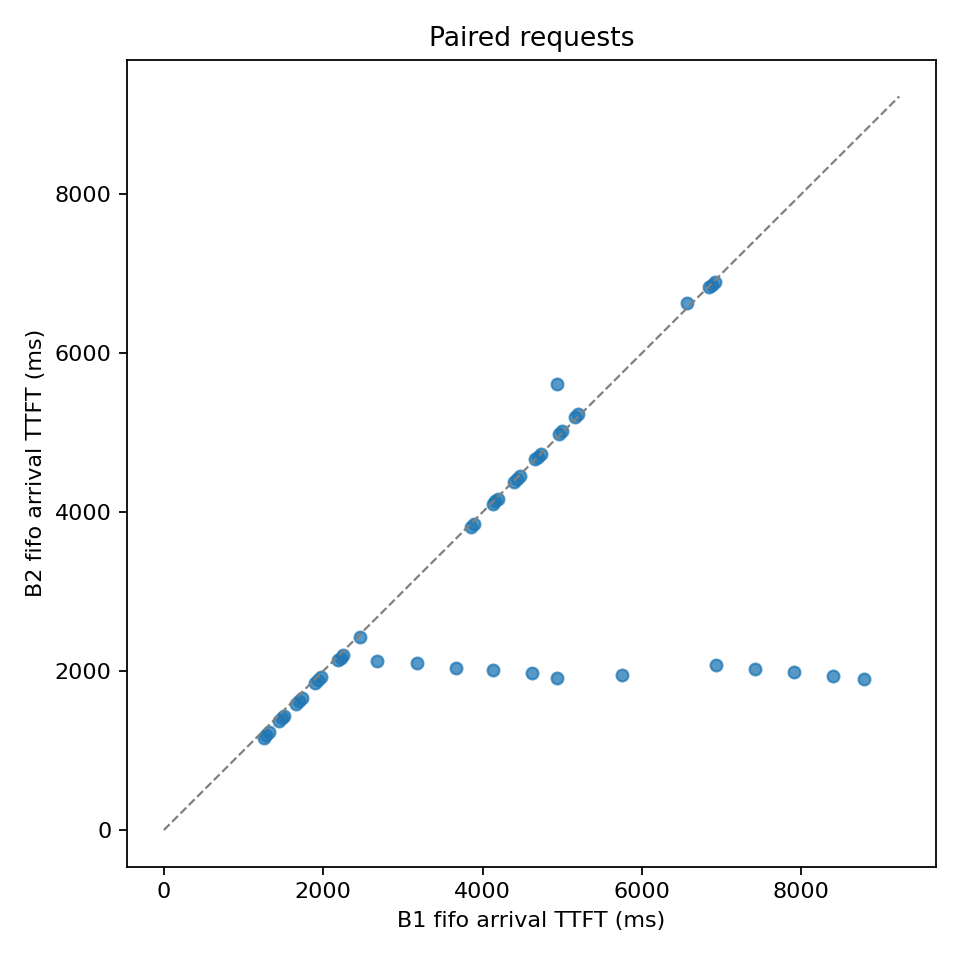 Paired requests
8000
6000
4000
2000
0
B2 fifo arrival TTFT (ms)
0 2000 4000 6000 8000
B1 fifo arrival TTFT (ms)